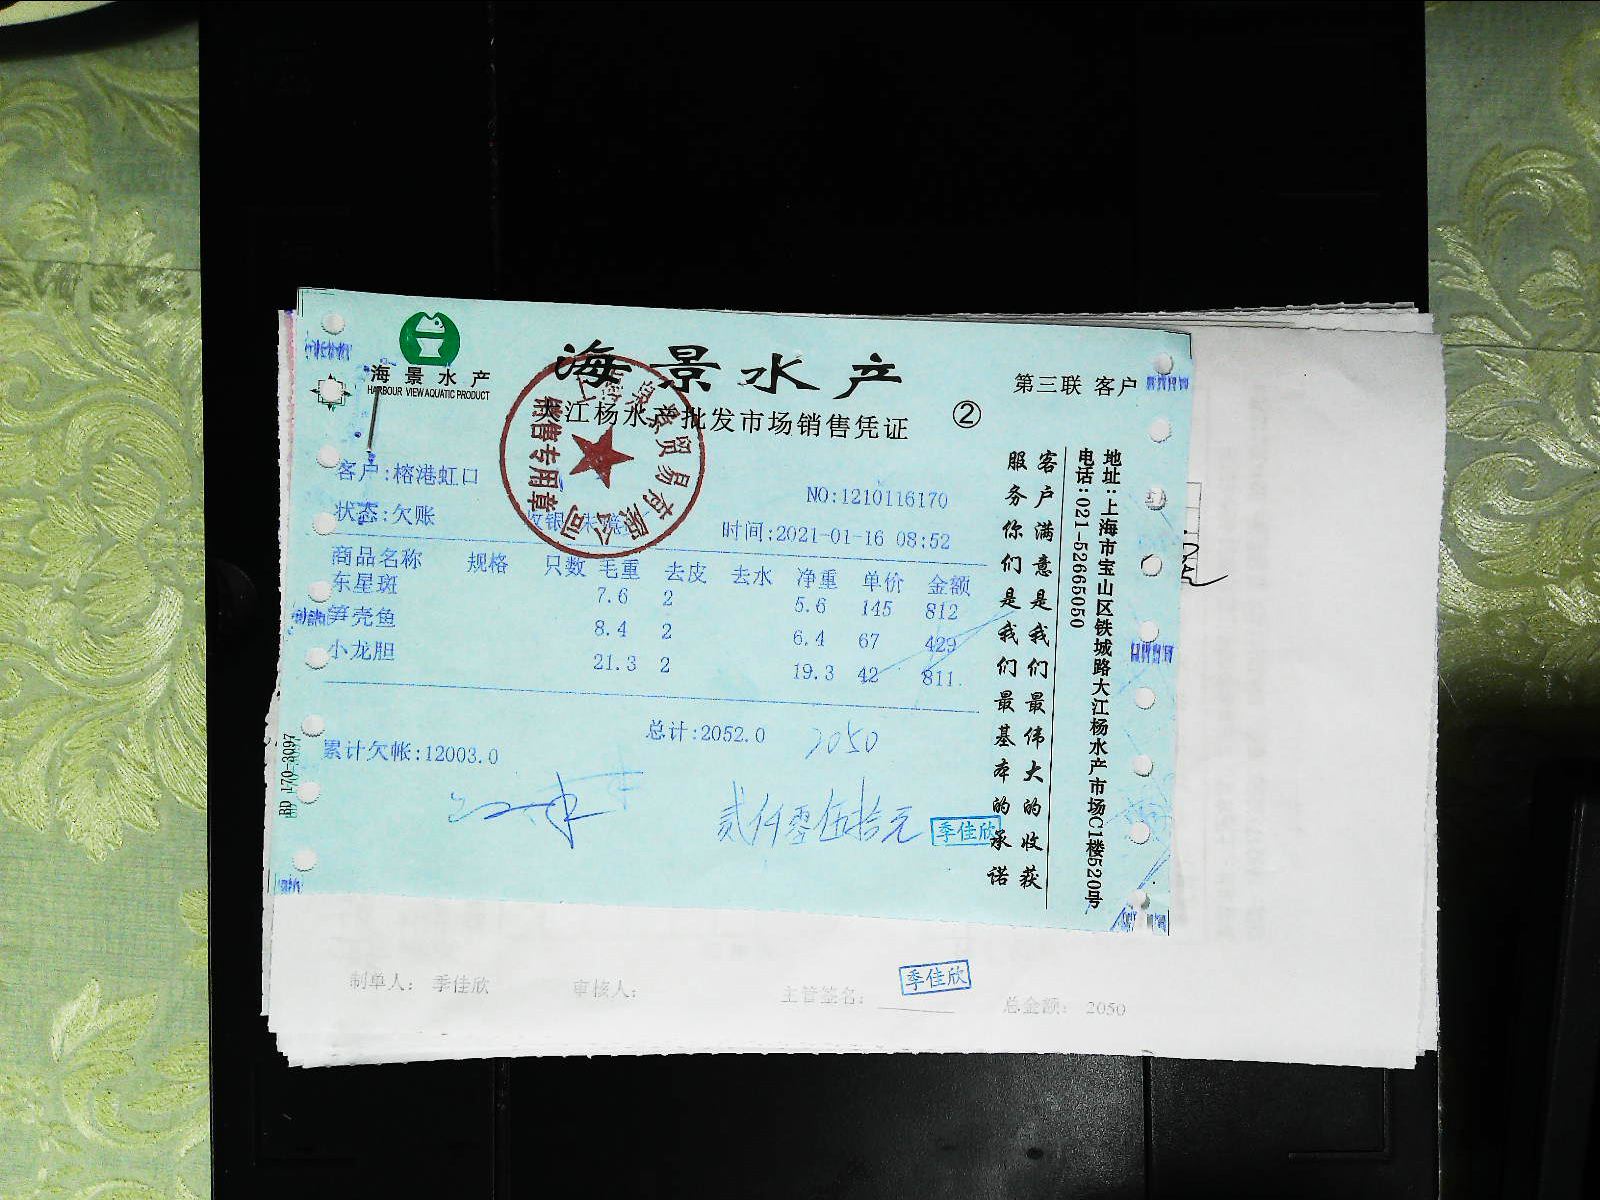 海景水产
HARBOUR VIEW AQUATIC PRODUCT
海景水产
江杨水产批发市场销售凭证
②
第三联 客户
销售专用章
客户:榕港虹口
NO:1210116170
状态:欠账
收银
时间:2021-01-16 08:52
商品名称 规格 只数 毛重 去皮 去水 净重 单价 金额
东星斑 7.6 2 5.6 145 812
笋壳鱼 8.4 2 6.4 67 429
小龙胆 21.3 2 19.3 42 811.
总计:2052.0 2050
累计欠帐:12003.0
贰仟零伍拾元
季佳欣
客户满意是我们最伟大的收获
服务你们是我们最基本的承诺
地址:上海市宝山区铁城路大江杨水产市场C1楼520号
电话:021-52665050
BD 170-3097
制单人: 季佳欣 审核人: 主管签名: 总金额: 2050
季佳欣